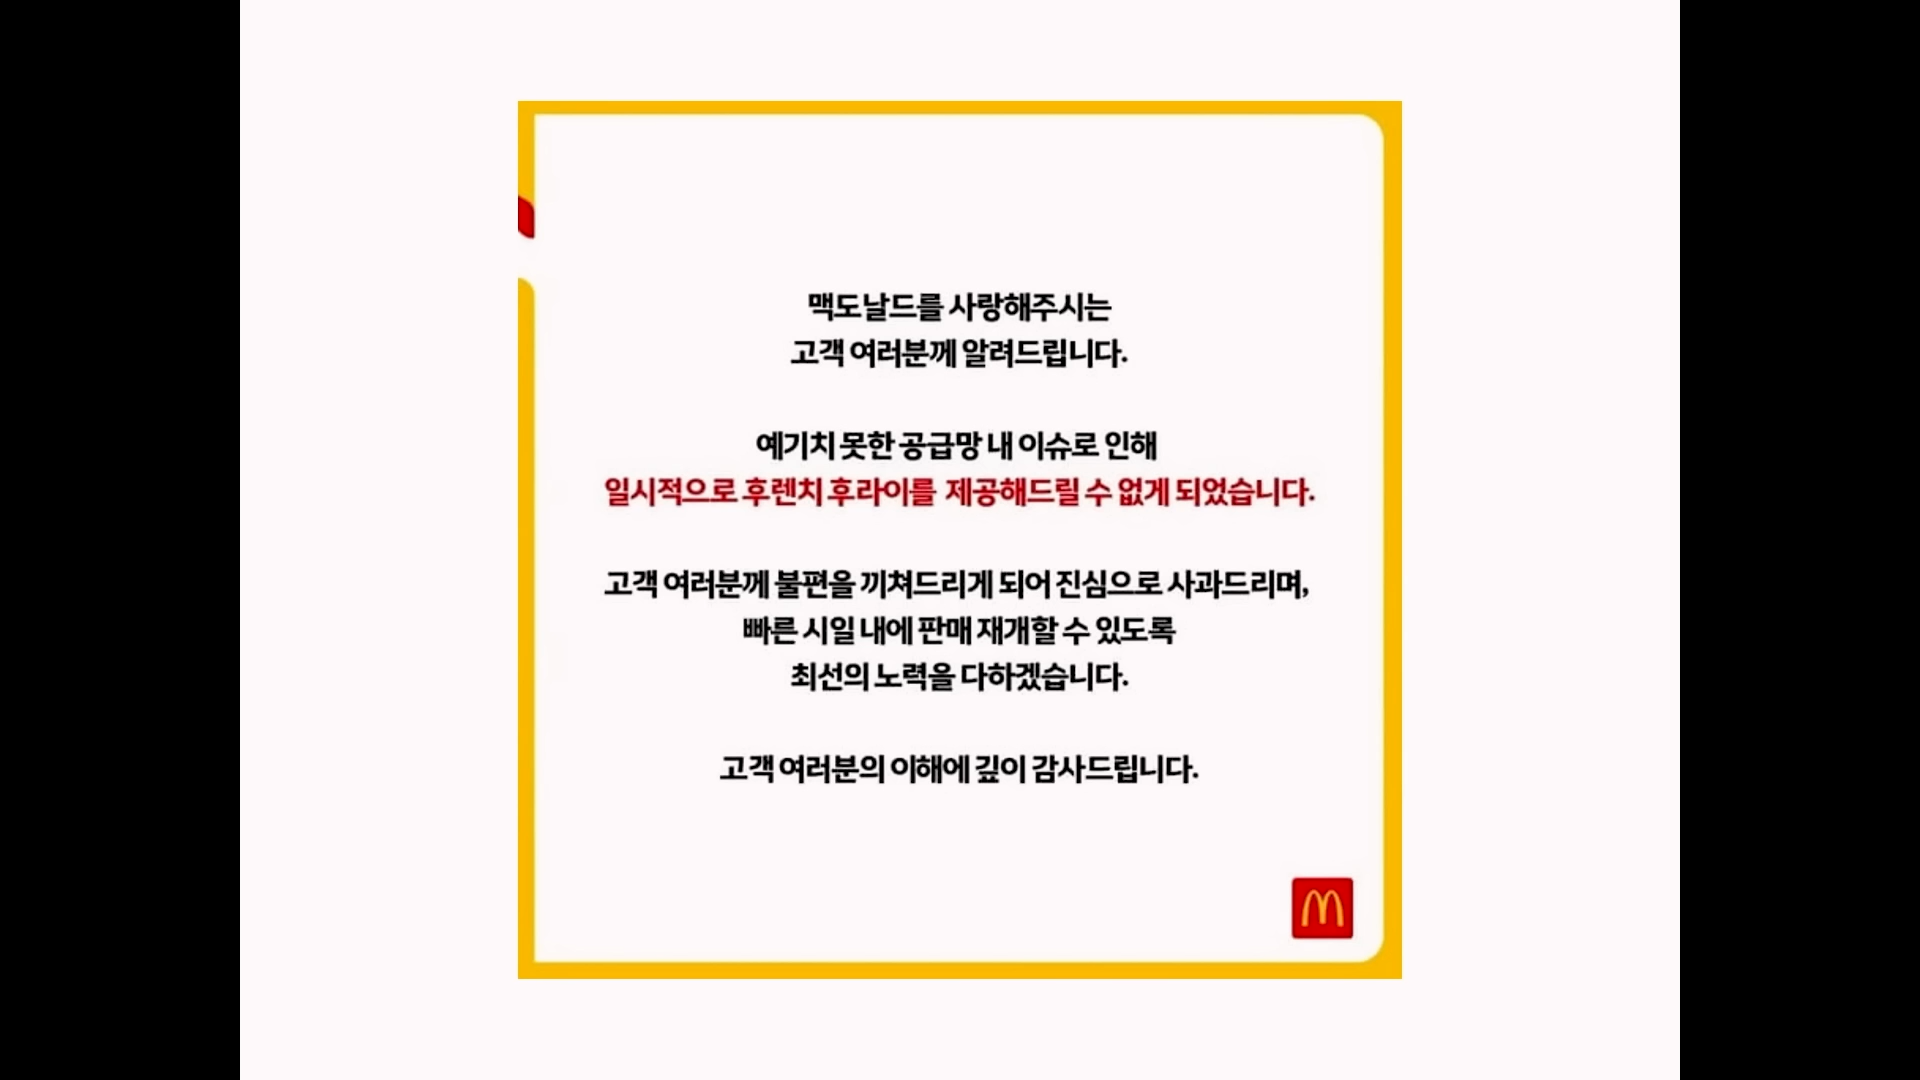 맥도날드를 사랑해주시는
고객 여러분께 알려드립니다.
예기치 못한 공급망 내 이슈로 인해
일시적으로 후렌치 후라이를 제공해드릴 수 없게 되었습니다.
고객 여러분께 불편을 끼쳐드리게 되어 진심으로 사과드리며,
빠른 시일 내에 판매 재개할 수 있도록
최선의 노력을 다하겠습니다.
고객 여러분의 이해에 깊이 감사드립니다.